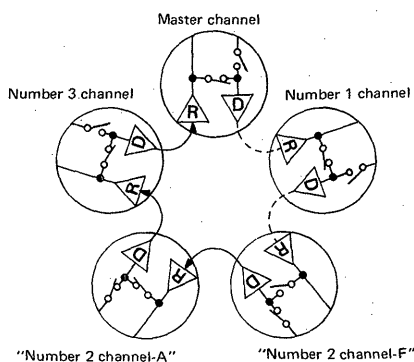 Master channel
R
D
Number 3 channel
Number 1 channel
D
R
R
D
D
R
D
R
"Number 2 channel-A"
"Number 2 channel-F"